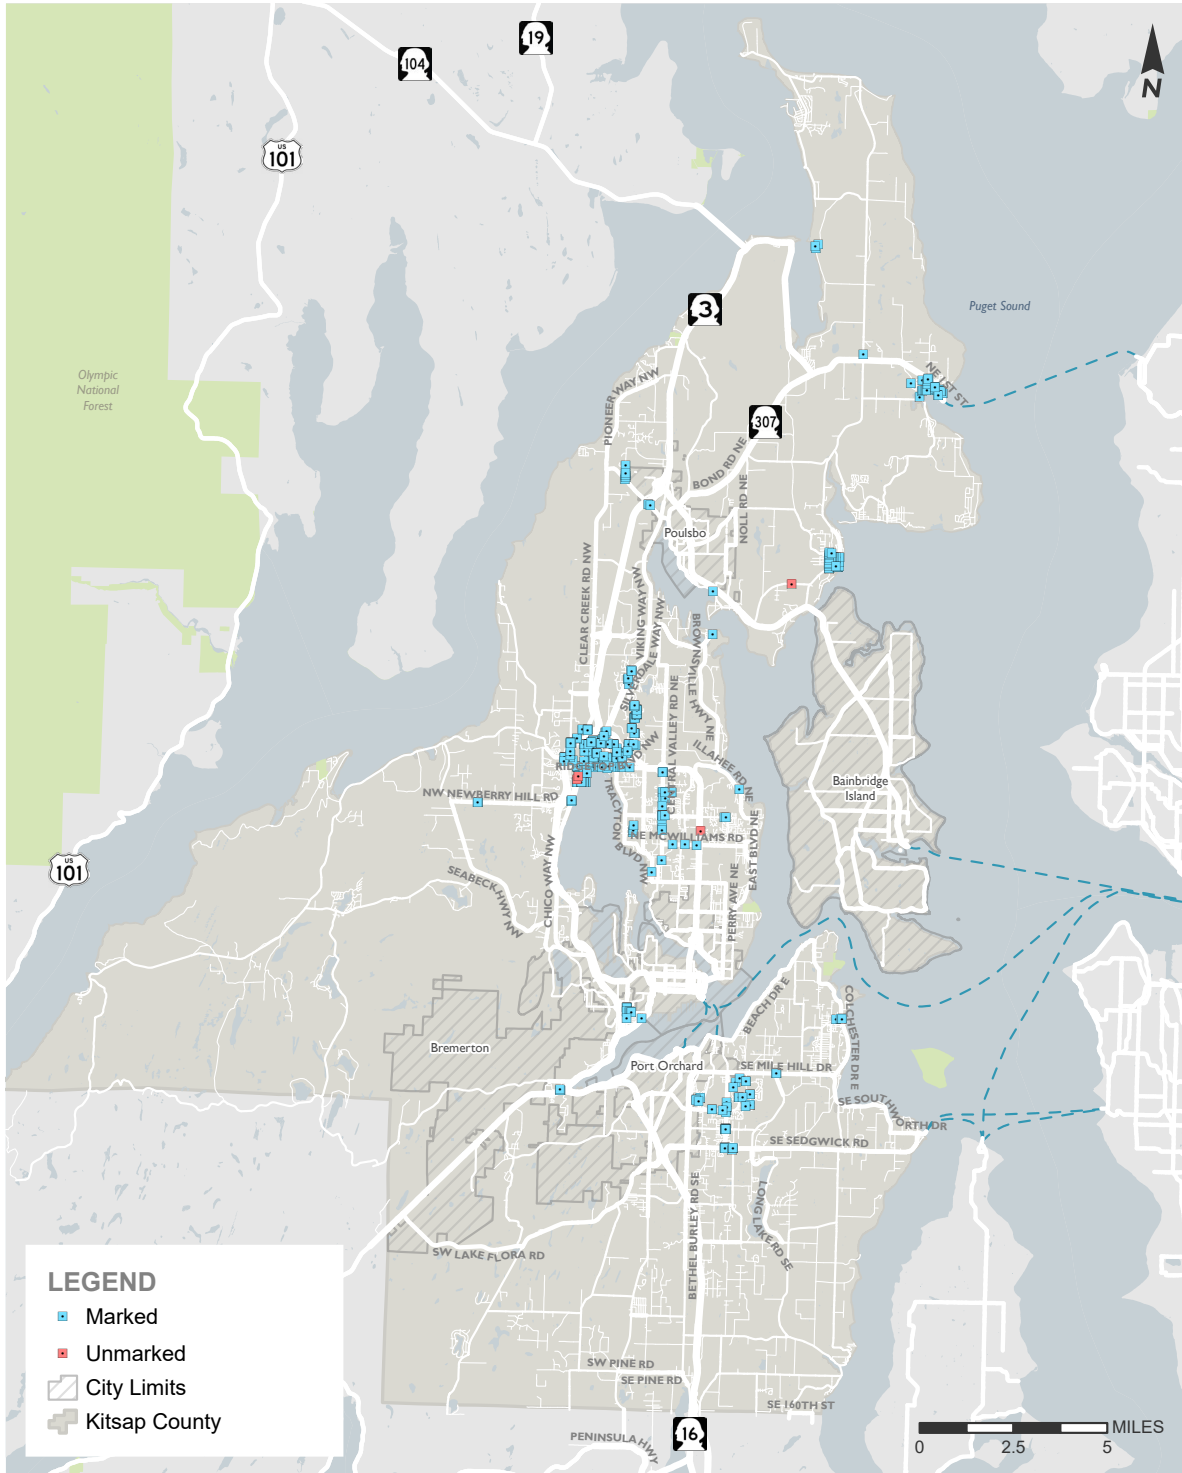 19
104
N
US
101
Puget Sound
3
NE 1ST ST
Olympic
National
Forest
PIONEER WAY NW
307
BOND RD NE
NOLL RD NE
Poulsbo
CLEAR CREEK RD NW
VIKING WAY NW
SILVERDALE WAY NW
BROWNSVILLE HWY NE
CENTRAL VALLEY RD NE
ILLAHEE RD NE
Bainbridge
Island
NW NEWBERRY HILL RD
TRACYTON BLVD NW
NE MCWILLIAMS RD
EAST BLVD NE
US
101
CHICO WAY NW
SEABECK HWY NW
PERRY AVE NE
BEACH DR E
COLCHESTER DR E
Bremerton
Port Orchard
SE MILE HILL DR
SE SOUTHWORTH DR
SE SEDGWICK RD
LONG LAKE RD SE
BETHEL BURLEY RD SE
SW LAKE FLORA RD
LEGEND
Marked
Unmarked
City Limits
Kitsap County
SW PINE RD
SE PINE RD
SE 160TH ST
PENINSULA HWY
16
MILES
0
2.5
5